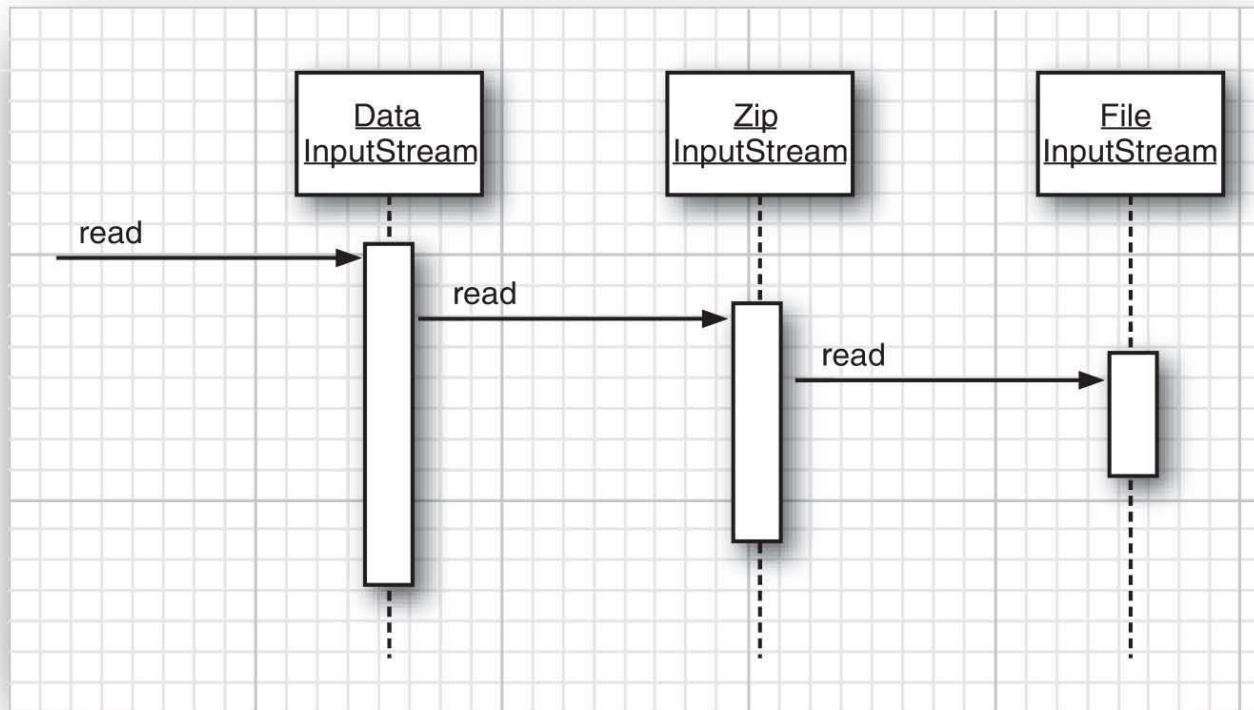 Data
InputStream
Zip
InputStream
File
InputStream
read
read
read